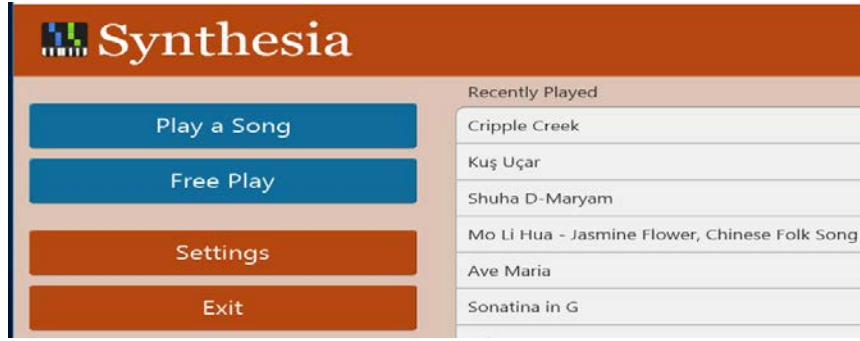 Synthesia
Play a Song
Free Play
Settings
Exit
Recently Played
Cripple Creek
Kuş Uçar
Shuha D-Maryam
Mo Li Hua - Jasmine Flower, Chinese Folk Song
Ave Maria
Sonatina in G